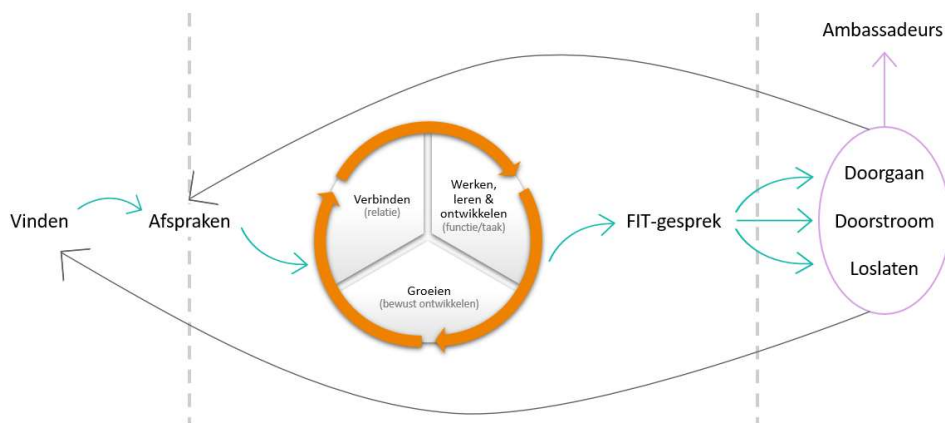 Ambassadeurs
Vinden
Afspraken
Verbinden
(relatie)
Werken,
leren &
ontwikkelen
(functie/taak)
Groeien
(bewust ontwikkelen)
FIT-gesprek
Doorgaan
Doorstroom
Loslaten